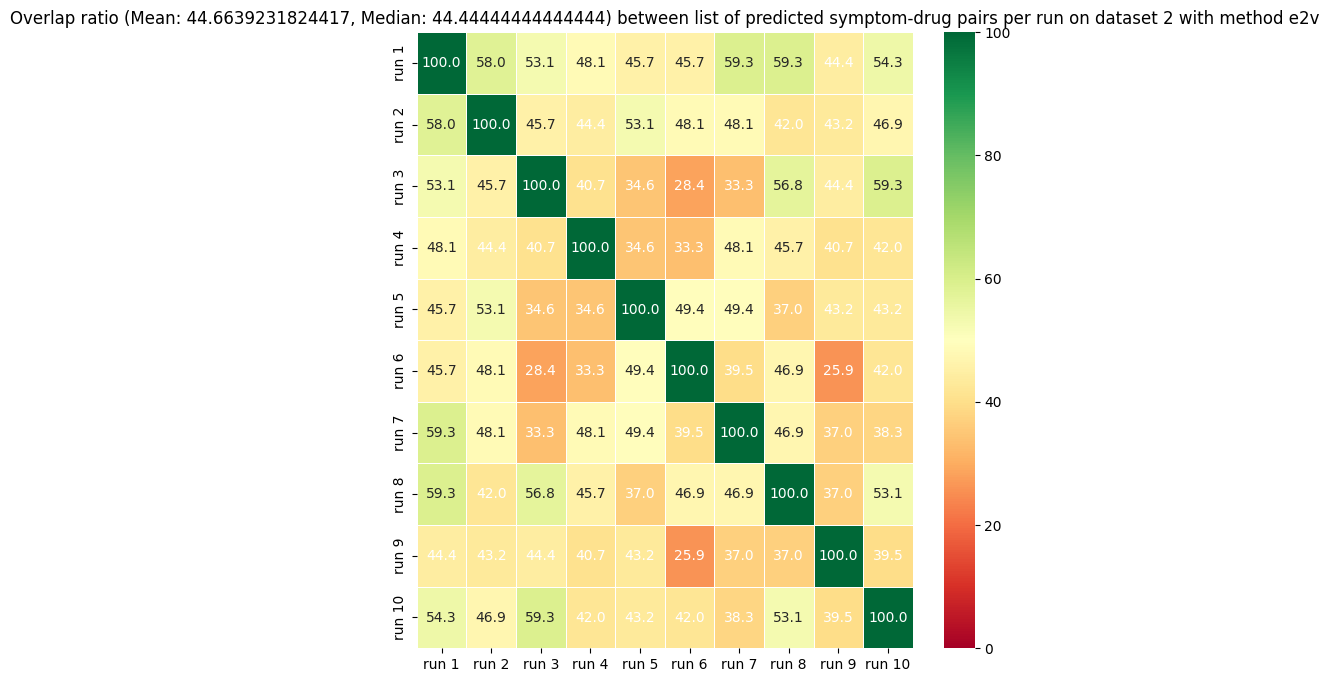 Overlap ratio (Mean: 44.6639231824417, Median: 44.44444444444444) between list of predicted symptom-drug pairs per run on dataset 2 with method e2v
run 1 100.0 58.0 53.1 48.1 45.7 45.7 59.3 59.3 44.4 54.3
run 2 58.0 100.0 45.7 44.4 53.1 48.1 48.1 42.0 43.2 46.9
run 3 53.1 45.7 100.0 40.7 34.6 28.4 33.3 56.8 44.4 59.3
run 4 48.1 44.4 40.7 100.0 34.6 33.3 48.1 45.7 40.7 42.0
run 5 45.7 53.1 34.6 34.6 100.0 49.4 49.4 37.0 43.2 43.2
run 6 45.7 48.1 28.4 33.3 49.4 100.0 39.5 46.9 25.9 42.0
run 7 59.3 48.1 33.3 48.1 49.4 39.5 100.0 46.9 37.0 38.3
run 8 59.3 42.0 56.8 45.7 37.0 46.9 46.9 100.0 37.0 53.1
run 9 44.4 43.2 44.4 40.7 43.2 25.9 37.0 37.0 100.0 39.5
run 10 54.3 46.9 59.3 42.0 43.2 42.0 38.3 53.1 39.5 100.0
run 1 run 2 run 3 run 4 run 5 run 6 run 7 run 8 run 9 run 10
100
80
60
40
20
0